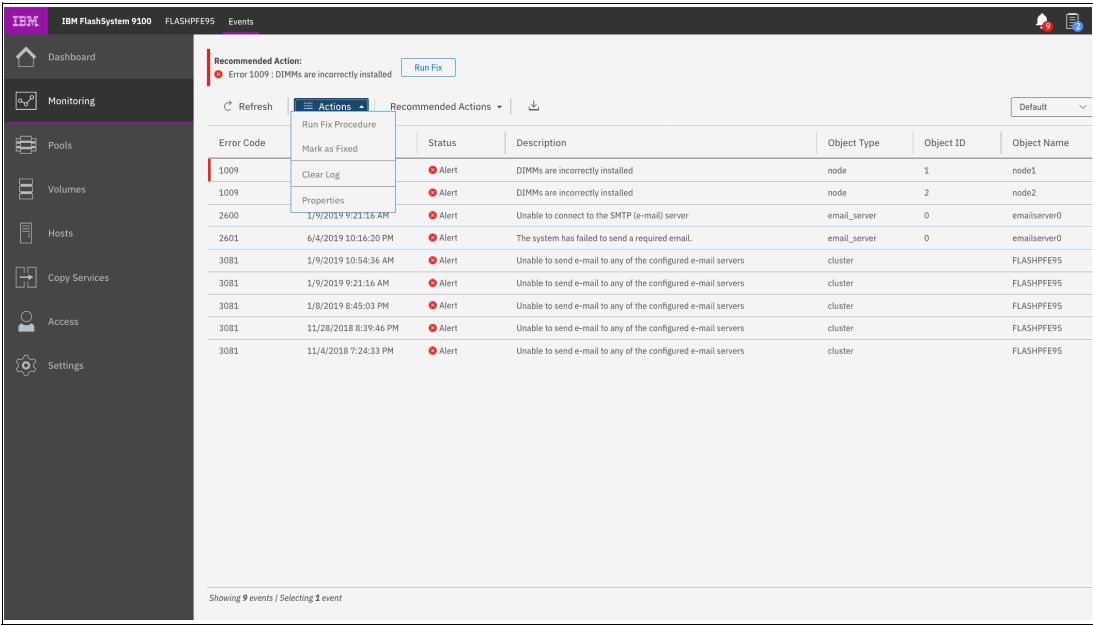 IBM IBM FlashSystem 9100 FLASHPFE95 Events 9 2
Dashboard
Monitoring
Pools
Volumes
Hosts
Copy Services
Access
Settings
Recommended Action:
Error 1009 : DIMMs are incorrectly installed Run Fix
Refresh Actions Recommended Actions Default
Run Fix Procedure
Mark as Fixed
Clear Log
Properties
Error Code Status Description Object Type Object ID Object Name
1009 Alert DIMMs are incorrectly installed node 1 node1
1009 Alert DIMMs are incorrectly installed node 2 node2
2600 1/9/2019 9:21:16 AM Alert Unable to connect to the SMTP (e-mail) server email_server 0 emailserver0
2601 6/4/2019 10:16:20 PM Alert The system has failed to send a required email. email_server 0 emailserver0
3081 1/9/2019 10:54:36 AM Alert Unable to send e-mail to any of the configured e-mail servers cluster FLASHPFE95
3081 1/9/2019 9:21:16 AM Alert Unable to send e-mail to any of the configured e-mail servers cluster FLASHPFE95
3081 1/8/2019 8:45:03 PM Alert Unable to send e-mail to any of the configured e-mail servers cluster FLASHPFE95
3081 11/28/2018 8:39:46 PM Alert Unable to send e-mail to any of the configured e-mail servers cluster FLASHPFE95
3081 11/4/2018 7:24:33 PM Alert Unable to send e-mail to any of the configured e-mail servers cluster FLASHPFE95
Showing 9 events | Selecting 1 event